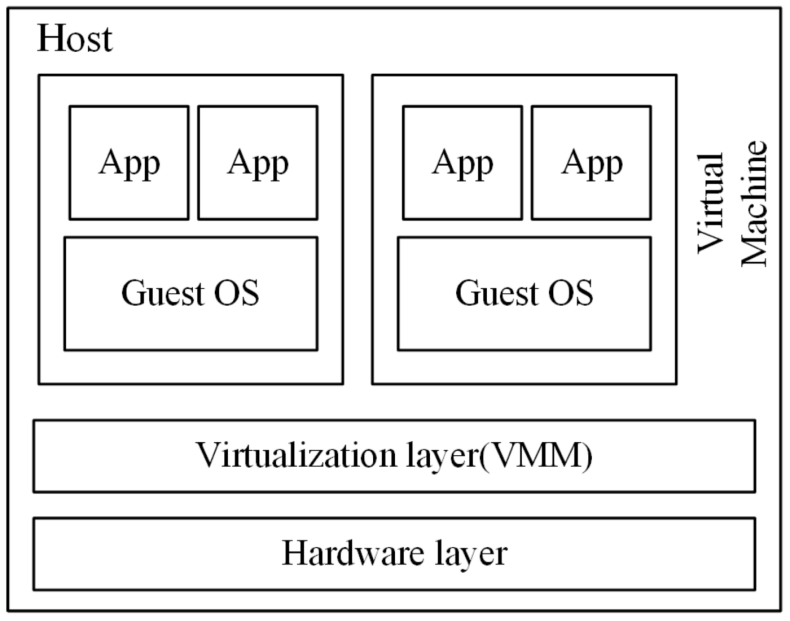 Host
App
App
App
App
Virtual
Machine
Guest OS
Guest OS
Virtualization layer(VMM)
Hardware layer